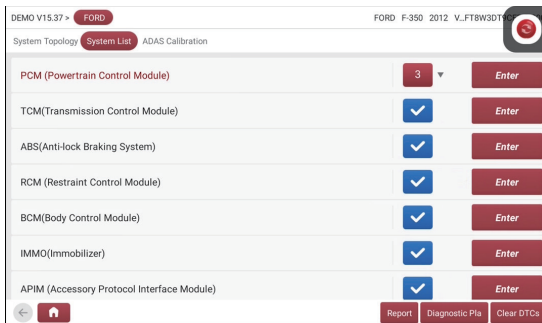 DEMO V15.37 > FORD FORD F-350 2012
System Topology System List ADAS Calibration
PCM (Powertrain Control Module) 3 Enter
TCM(Transmission Control Module) Enter
ABS(Anti-lock Braking System) Enter
RCM (Restraint Control Module) Enter
BCM(Body Control Module) Enter
IMMO(Immobilizer) Enter
APIM (Accessory Protocol Interface Module) Enter
Report Diagnostic Pla Clear DTCs